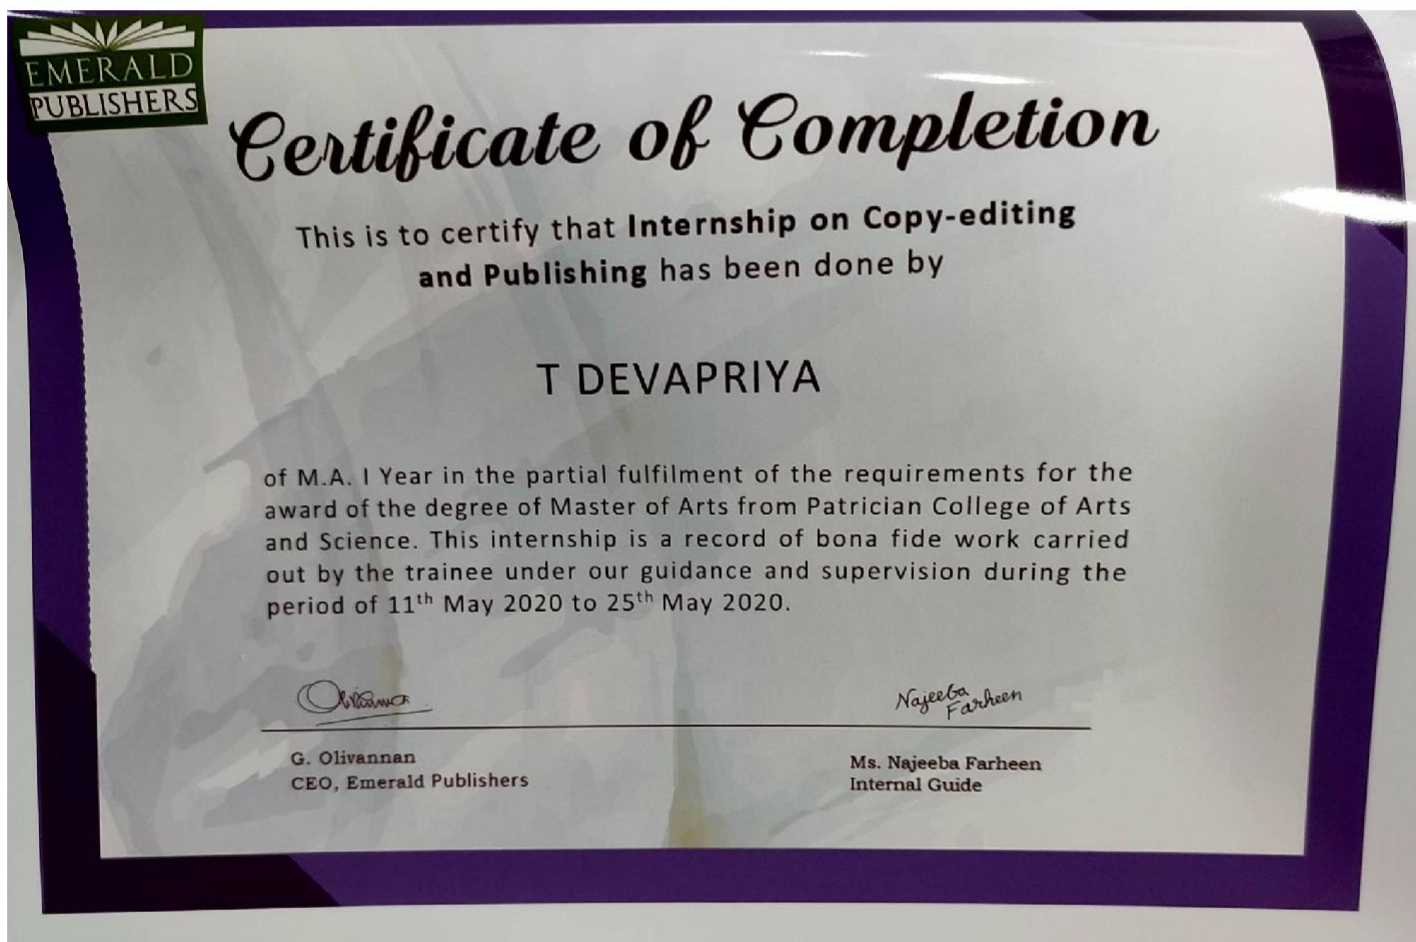 EMERALD
PUBLISHERS
Certificate of Completion
This is to certify that Internship on Copy-editing
and Publishing has been done by
T DEVAPRIYA
of M.A. I Year in the partial fulfilment of the requirements for the
award of the degree of Master of Arts from Patrician College of Arts
and Science. This internship is a record of bona fide work carried
out by the trainee under our guidance and supervision during the
period of 11th May 2020 to 25th May 2020.
Najeeba
Farheen
G. Olivannan
CEO, Emerald Publishers
Ms. Najeeba Farheen
Internal Guide